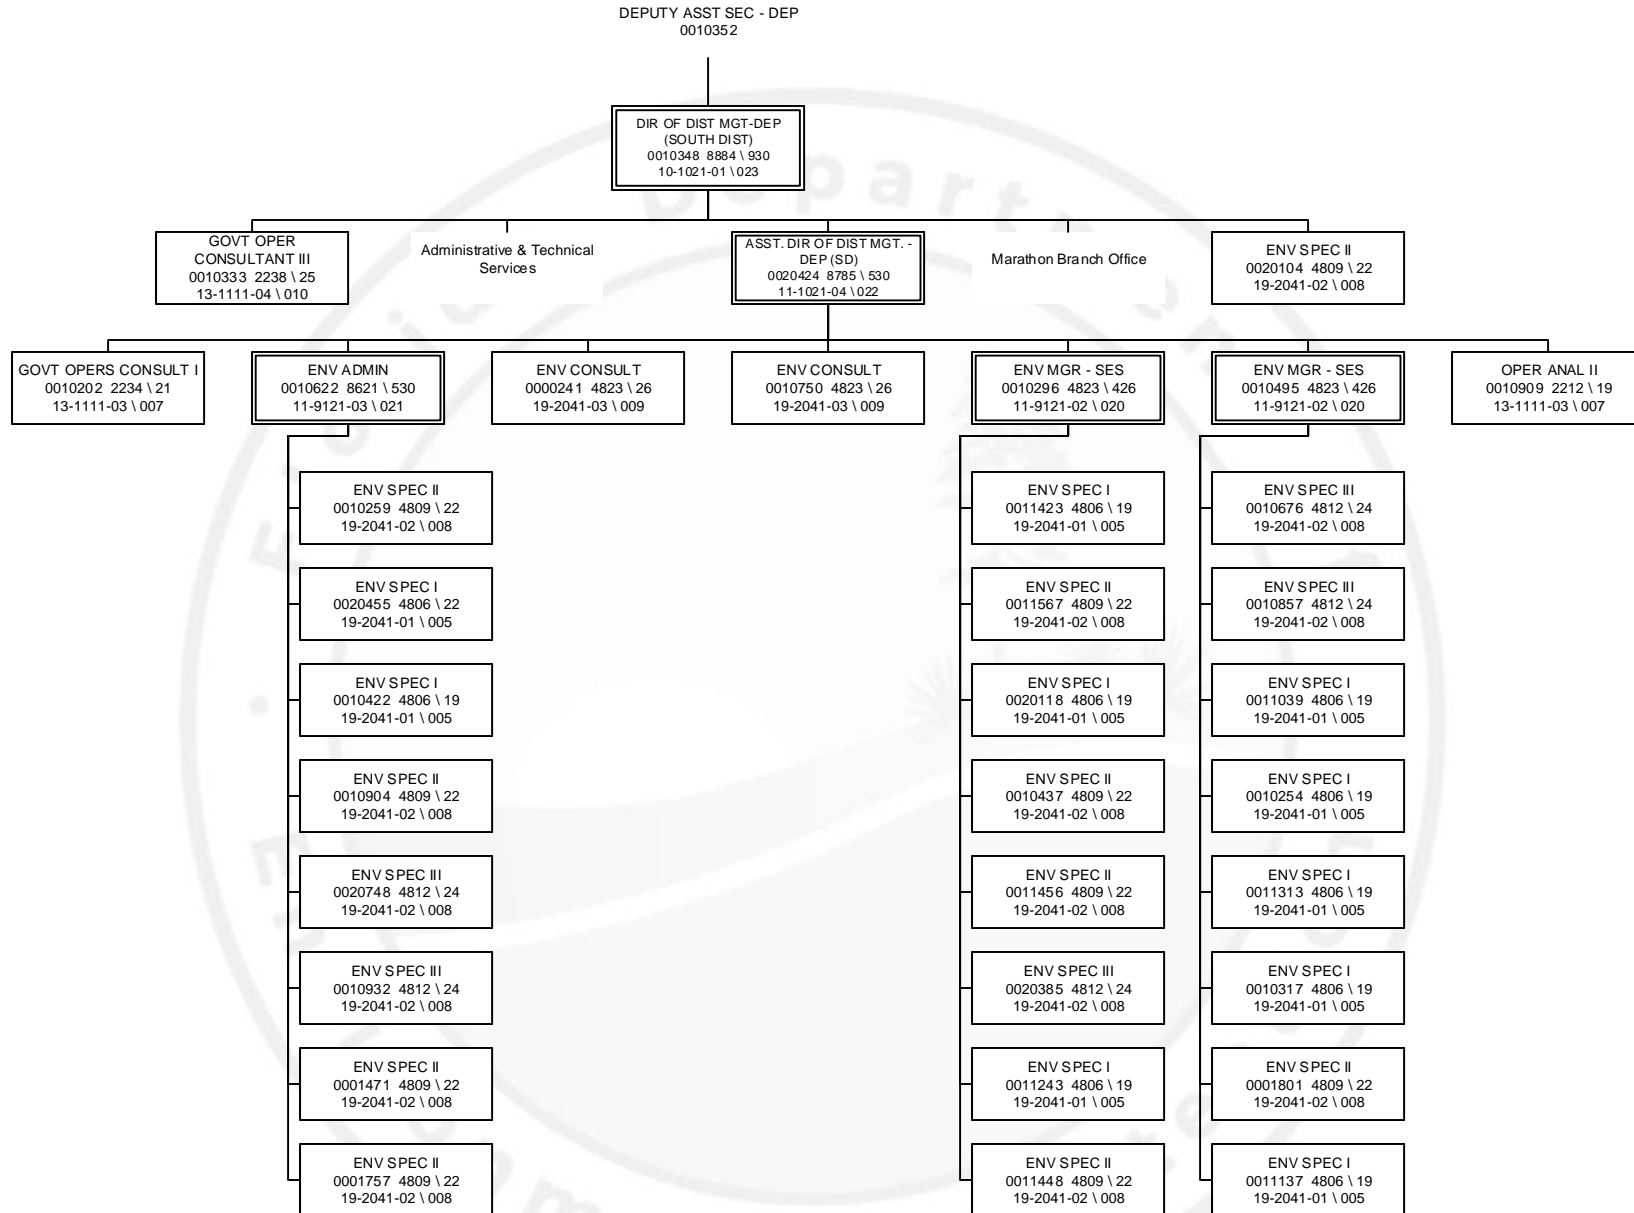 DEPUTY ASST SEC - DEP
0010352
DIR OF DIST MGT-DEP
(SOUTH DIST)
0010348 8884 \ 930
10-1021-01 \ 023
GOVT OPER
CONSULTANT III
0010333 2238 \ 25
13-1111-04 \ 010
Administrative & Technical
Services
ASST. DIR OF DIST MGT. -
DEP (SD)
0020424 8785 \ 530
11-1021-04 \ 022
Marathon Branch Office
ENV SPEC II
0020104 4809 \ 22
19-2041-02 \ 008
GOVT OPERS CONSULT I
0010202 2234 \ 21
13-1111-03 \ 007
ENV ADMIN
0010622 8621 \ 530
11-9121-03 \ 021
ENV CONSULT
0000241 4823 \ 26
19-2041-03 \ 009
ENV CONSULT
0010750 4823 \ 26
19-2041-03 \ 009
ENV MGR - SES
0010296 4823 \ 426
11-9121-02 \ 020
ENV MGR - SES
0010495 4823 \ 426
11-9121-02 \ 020
OPER ANAL II
0010909 2212 \ 19
13-1111-03 \ 007
ENV SPEC II
0010259 4809 \ 22
19-2041-02 \ 008
ENV SPEC I
0020455 4806 \ 22
19-2041-01 \ 005
ENV SPEC I
0010422 4806 \ 19
19-2041-01 \ 005
ENV SPEC II
0010904 4809 \ 22
19-2041-02 \ 008
ENV SPEC III
0020748 4812 \ 24
19-2041-02 \ 008
ENV SPEC III
0010932 4812 \ 24
19-2041-02 \ 008
ENV SPEC II
0001471 4809 \ 22
19-2041-02 \ 008
ENV SPEC II
0001757 4809 \ 22
19-2041-02 \ 008
ENV SPEC I
0011423 4806 \ 19
19-2041-01 \ 005
ENV SPEC II
0011567 4809 \ 22
19-2041-02 \ 008
ENV SPEC I
0020118 4806 \ 19
19-2041-01 \ 005
ENV SPEC II
0010437 4809 \ 22
19-2041-02 \ 008
ENV SPEC II
0011456 4809 \ 22
19-2041-02 \ 008
ENV SPEC III
0020385 4812 \ 24
19-2041-02 \ 008
ENV SPEC I
0011243 4806 \ 19
19-2041-01 \ 005
ENV SPEC II
0011448 4809 \ 22
19-2041-02 \ 008
ENV SPEC III
0010676 4812 \ 24
19-2041-02 \ 008
ENV SPEC III
0010857 4812 \ 24
19-2041-02 \ 008
ENV SPEC I
0011039 4806 \ 19
19-2041-01 \ 005
ENV SPEC I
0010254 4806 \ 19
19-2041-01 \ 005
ENV SPEC I
0011313 4806 \ 19
19-2041-01 \ 005
ENV SPEC I
0010317 4806 \ 19
19-2041-01 \ 005
ENV SPEC II
0001801 4809 \ 22
19-2041-02 \ 008
ENV SPEC I
0011137 4806 \ 19
19-2041-01 \ 005